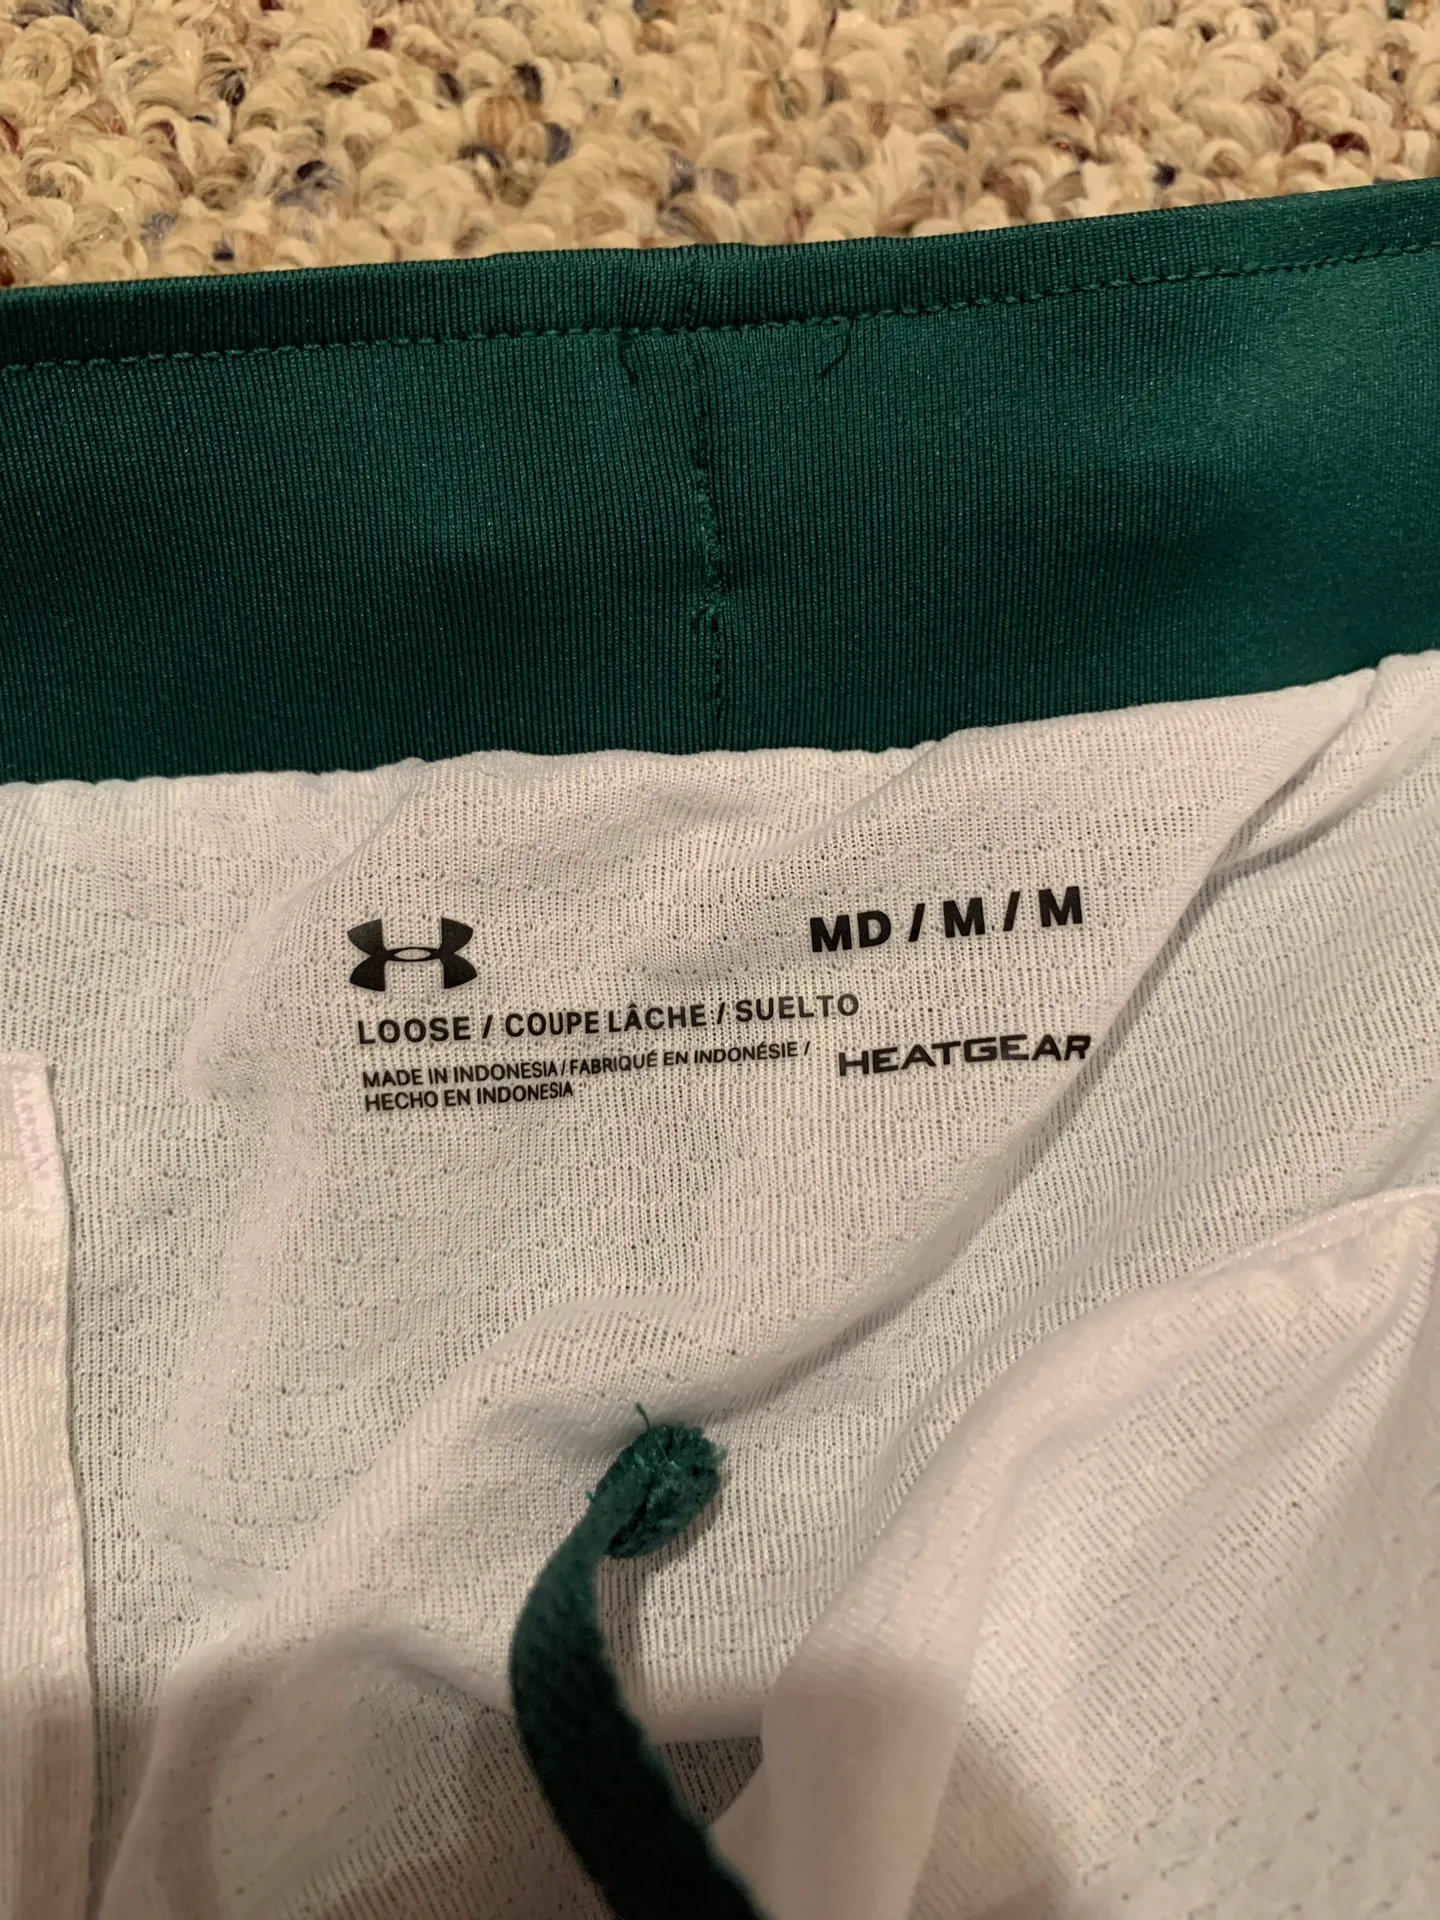 MD / M / M
LOOSE / COUPE LÂCHE / SUELTO
MADE IN INDONESIA / FABRIQUÉ EN INDONÉSIE /
HECHO EN INDONESIA
HEATGEAR